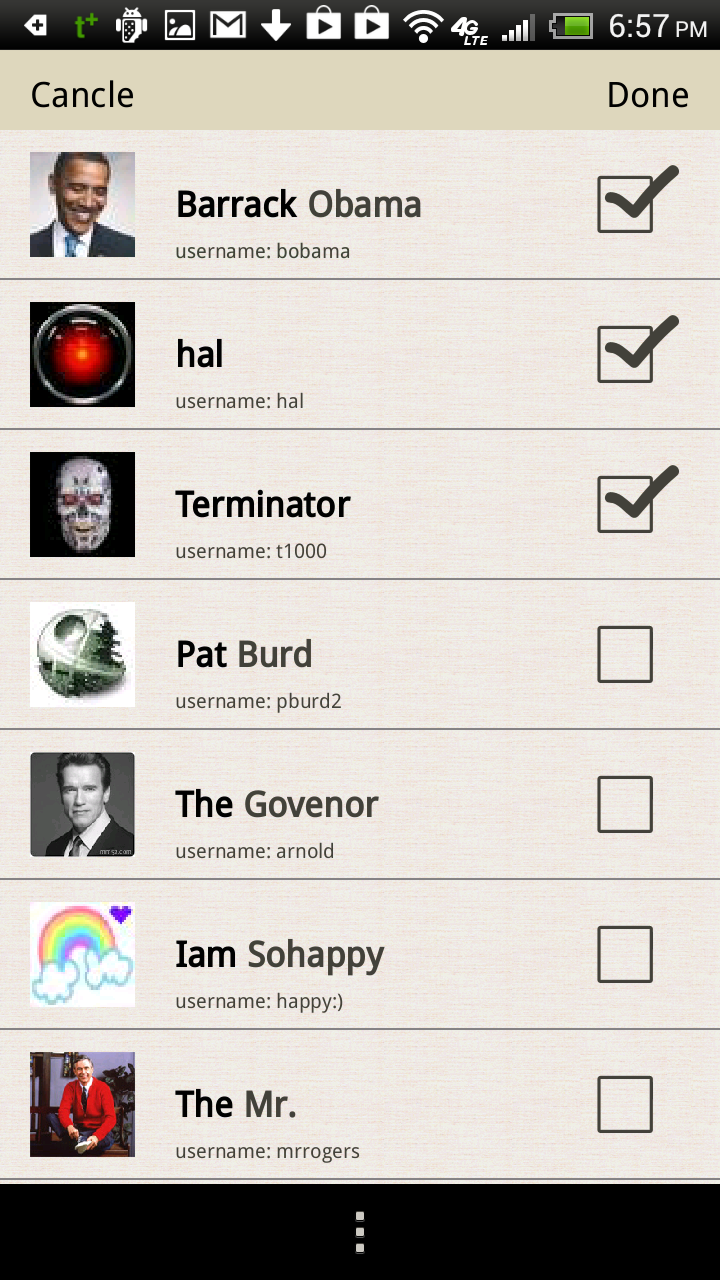 t+ 4G LTE 6:57 PM
Cancle Done
Barrack Obama
username: bobama
hal
username: hal
Terminator
username: t1000
Pat Burd
username: pburd2
The Govenor
username: arnold
Iam Sohappy
username: happy:)
The Mr.
username: mrrogers